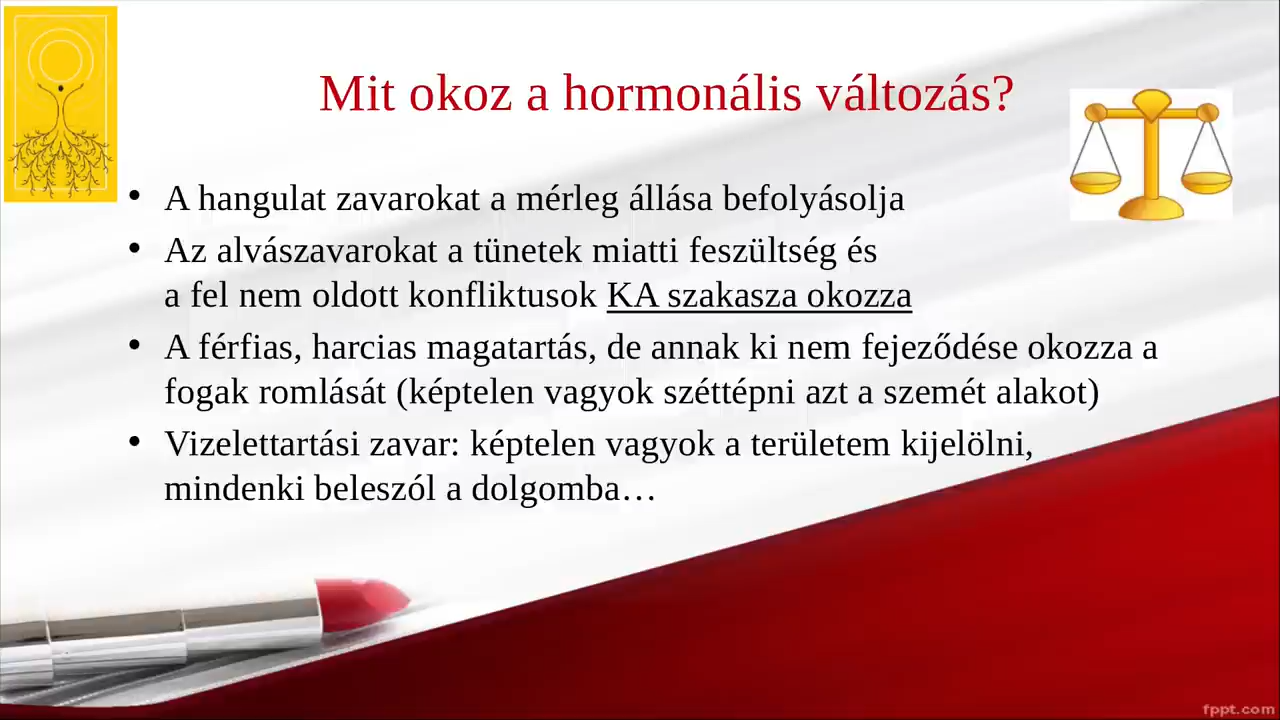 Mit okoz a hormonális változás?
• A hangulat zavarokat a mérleg állása befolyásolja
• Az alvászavarokat a tünetek miatti feszültség és
a fel nem oldott konfliktusok KA szakasza okozza
• A férfias, harcias magatartás, de annak ki nem fejeződése okozza a
fogak romlását (képtelen vagyok széttépni azt a szemét alakot)
• Vizelettartási zavar: képtelen vagyok a területem kijelölni,
mindenki beleszól a dolgomba…
fppt.com